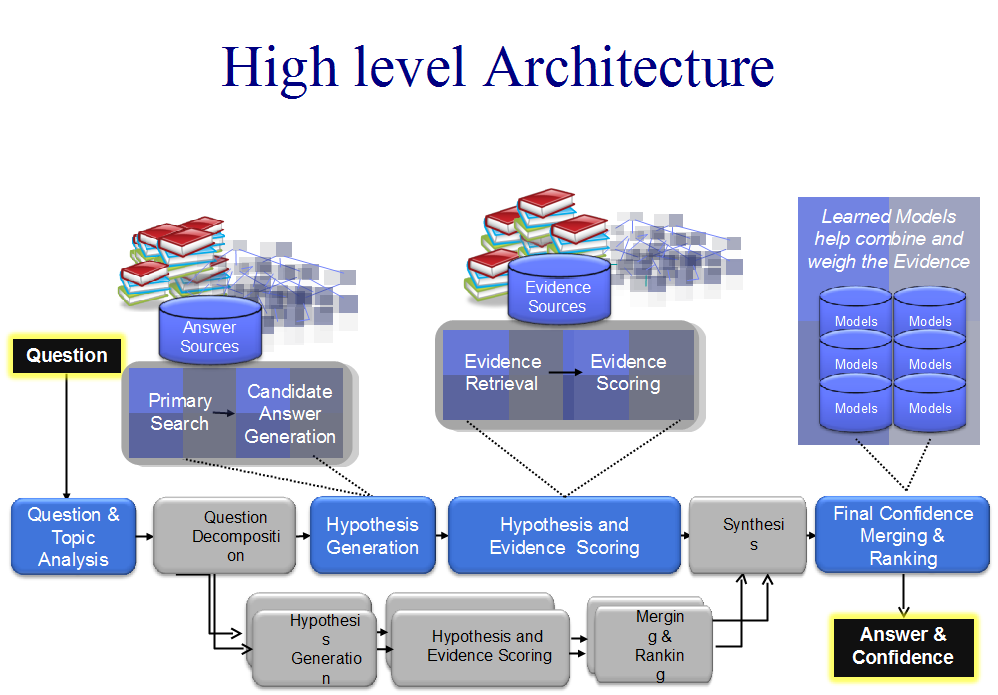 High level Architecture
Learned Models
help combine and
weigh the Evidence
Models
Models
Models
Models
Models
Models
Evidence
Sources
Answer
Sources
Question
Primary
Search
Candidate
Answer
Generation
Evidence
Retrieval
Evidence
Scoring
Question &
Topic
Analysis
Question
Decompositi
on
Hypothesis
Generation
Hypothesis and
Evidence Scoring
Synthesi
s
Final Confidence
Merging &
Ranking
Hypothesi
s
Generatio
n
Hypothesis and
Evidence Scoring
Mergin
g &
Rankin
g
Answer &
Confidence